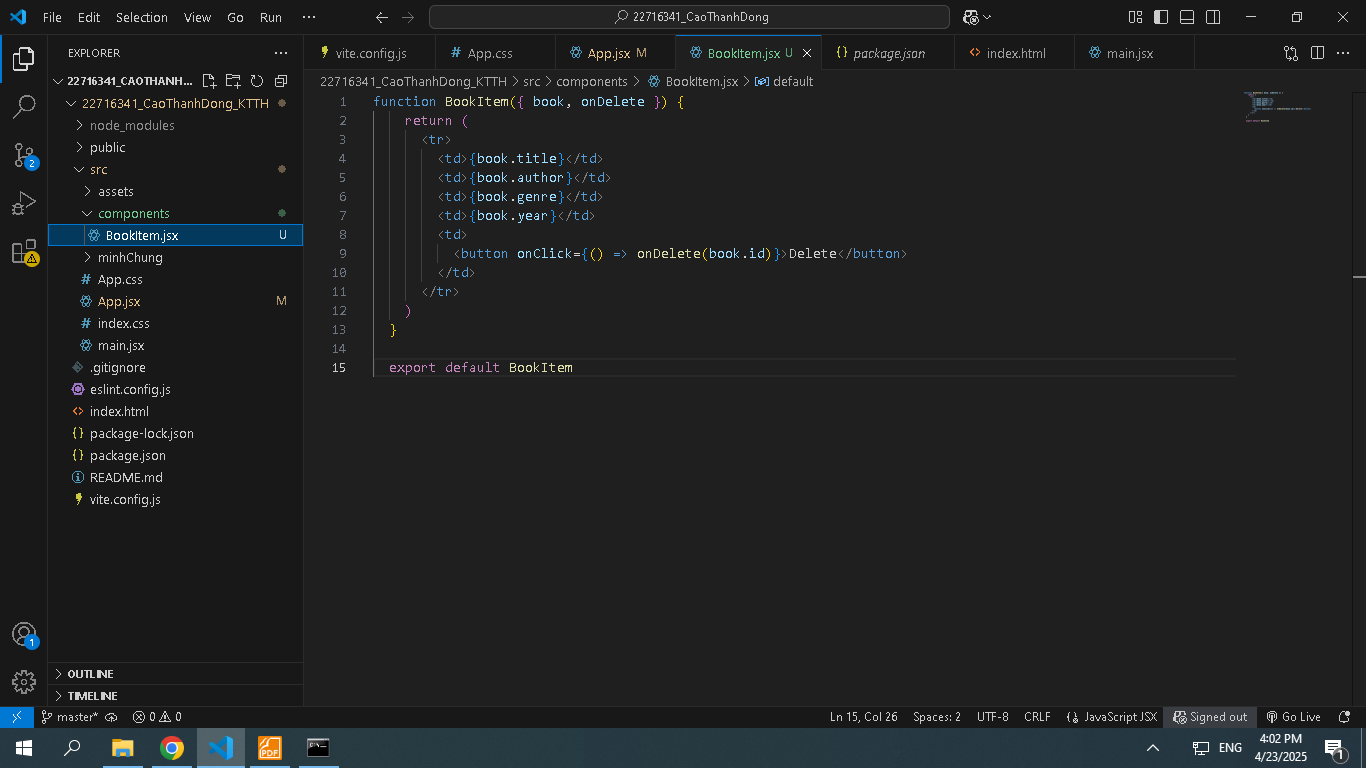 File Edit Selection View Go Run ···
22716341_CaoThanhDong
EXPLORER
22716341_CAOTHANH...
22716341_CaoThanhDong_KTTH
node_modules
public
src
assets
components
BookItem.jsx U
minhChung
App.css
App.jsx M
index.css
main.jsx
.gitignore
eslint.config.js
index.html
package-lock.json
package.json
README.md
vite.config.js
OUTLINE
TIMELINE
vite.config.js App.css App.jsx M BookItem.jsx U package.json index.html main.jsx
22716341_CaoThanhDong_KTTH > src > components > BookItem.jsx > default
1 function BookItem({ book, onDelete }) {
2 return (
3 <tr>
4 <td>{book.title}</td>
5 <td>{book.author}</td>
6 <td>{book.genre}</td>
7 <td>{book.year}</td>
8 <td>
9 <button onClick={() => onDelete(book.id)}>Delete</button>
10 </td>
11 </tr>
12 )
13 }
14
15 export default BookItem
2
1
master* 0 0 Ln 15, Col 26 Spaces: 2 UTF-8 CRLF JavaScript JSX Signed out Go Live
PDF
ENG
4:02 PM
4/23/2025
1